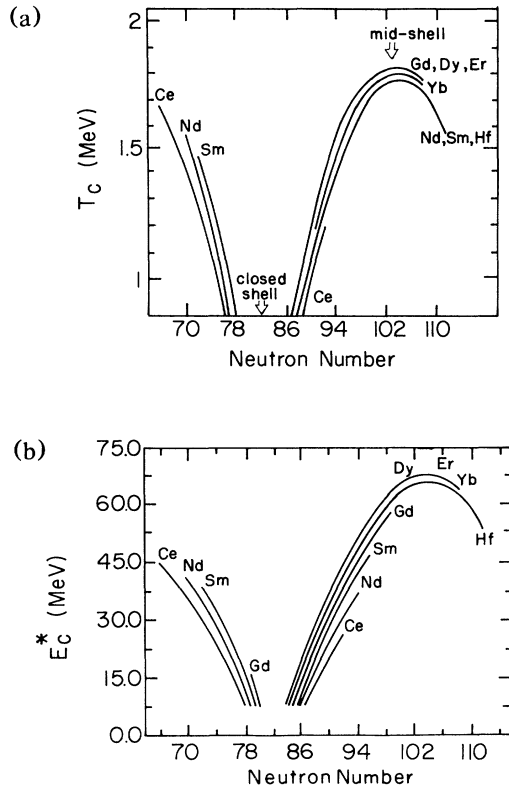 (a)
2
1.5
1
T_C (MeV)
Ce
Nd
Sm
closed
shell
mid-shell
Gd, Dy, Er
Yb
Nd, Sm, Hf
Ce
70 78 86 94 102 110
Neutron Number
(b)
75.0
60.0
45.0
30.0
15.0
0.0
E*_C (MeV)
Ce
Nd
Sm
Gd
Dy
Er
Yb
Gd
Sm
Nd
Ce
Hf
70 78 86 94 102 110
Neutron Number